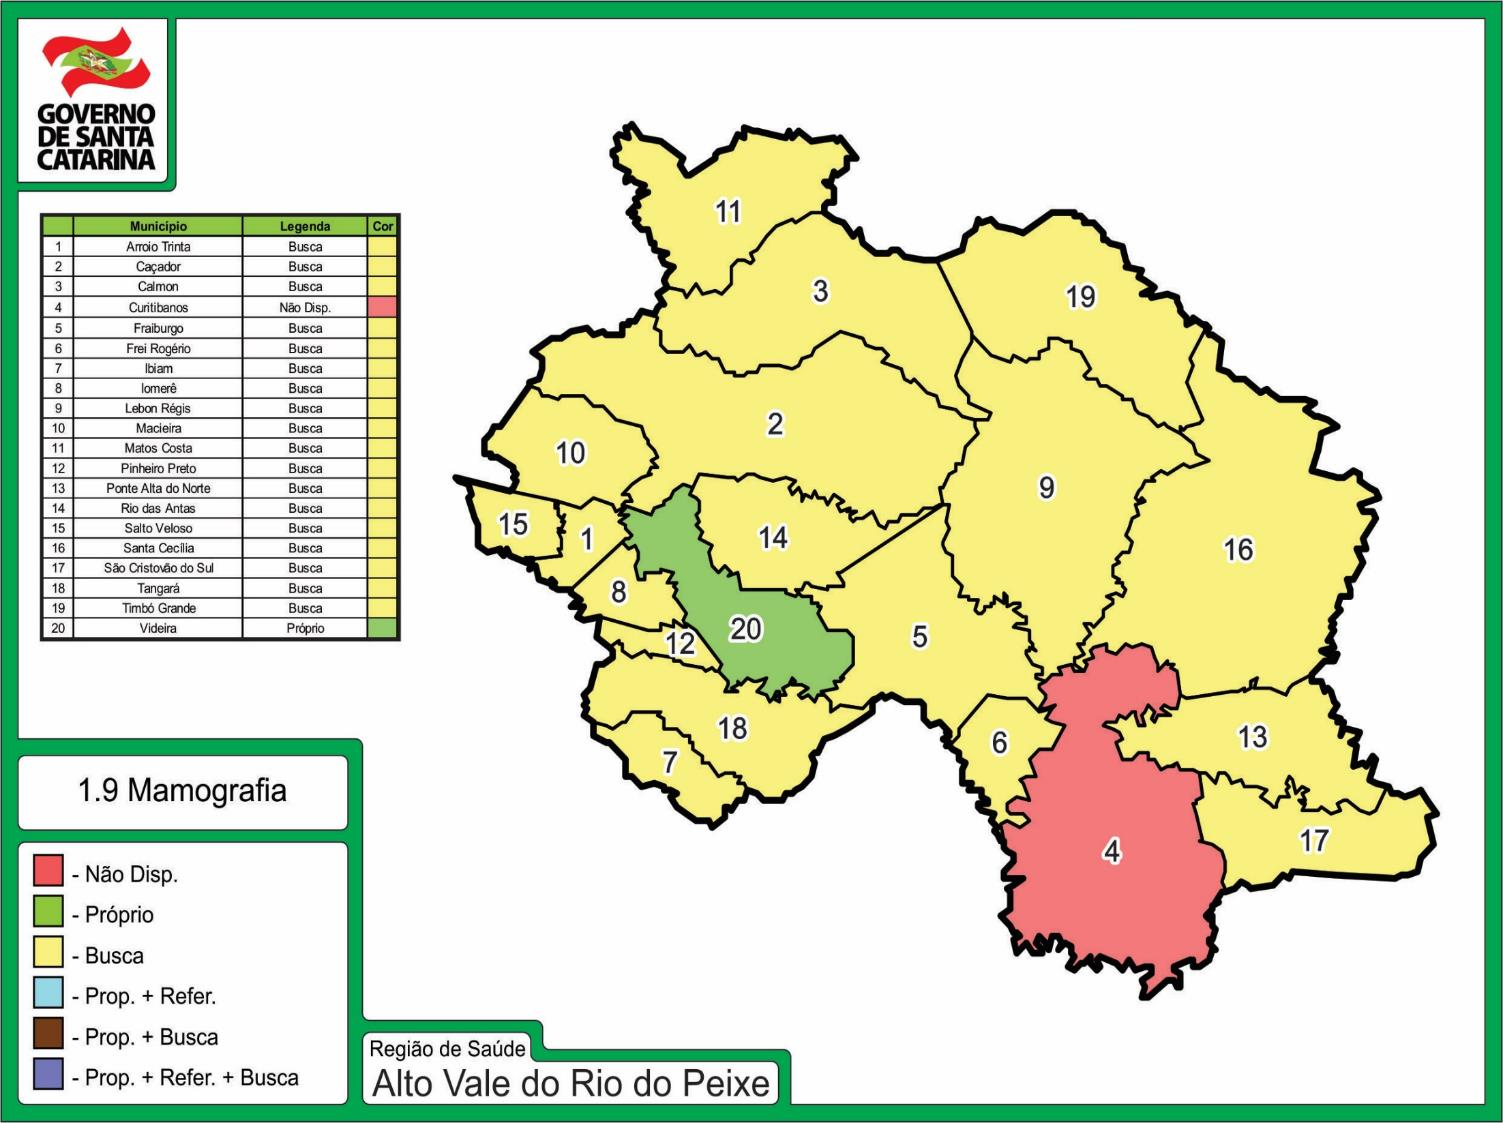 GOVERNO
DE SANTA
CATARINA
Município Legenda Cor
1 Arroio Trinta Busca
2 Caçador Busca
3 Calmon Busca
4 Curitibanos Não Disp.
5 Fraiburgo Busca
6 Frei Rogério Busca
7 Ibiam Busca
8 Iomerê Busca
9 Lebon Régis Busca
10 Macieira Busca
11 Matos Costa Busca
12 Pinheiro Preto Busca
13 Ponte Alta do Norte Busca
14 Rio das Antas Busca
15 Salto Veloso Busca
16 Santa Cecília Busca
17 São Cristovão do Sul Busca
18 Tangará Busca
19 Timbó Grande Busca
20 Videira Próprio
11
3
19
2
10
9
15
1
14
16
8
20
5
12
18
6
13
7
4
17
1.9 Mamografia
- Não Disp.
- Próprio
- Busca
- Prop. + Refer.
- Prop. + Busca
- Prop. + Refer. + Busca
Região de Saúde
Alto Vale do Rio do Peixe